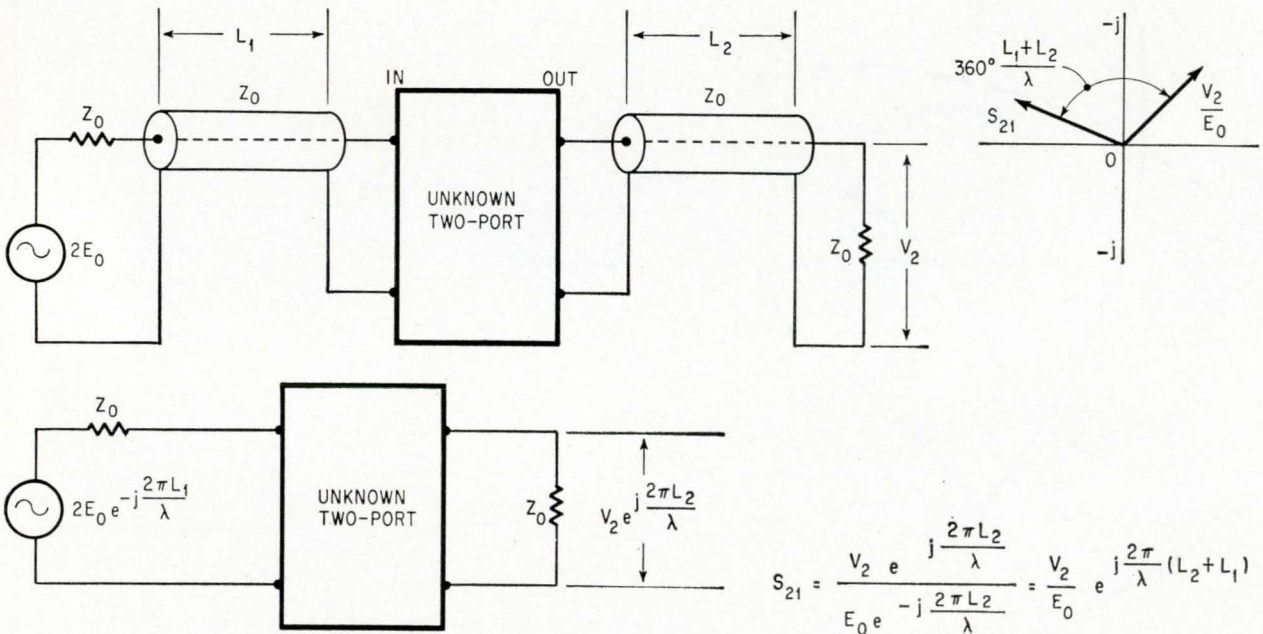 L₁
Z₀
Z₀
2E₀
IN
OUT
UNKNOWN
TWO-PORT
L₂
Z₀
Z₀
V₂
-j
360° (L₁+L₂)/λ
S₂₁
V₂/E₀
O
-j
Z₀
2E₀ e^(-j 2πL₁/λ)
UNKNOWN
TWO-PORT
Z₀
V₂ e^(j 2πL₂/λ)
S₂₁ = (V₂ e^(j 2πL₂/λ))/(E₀ e^(-j 2πL₂/λ)) = V₂/E₀ e^(j 2π/λ (L₂+L₁))